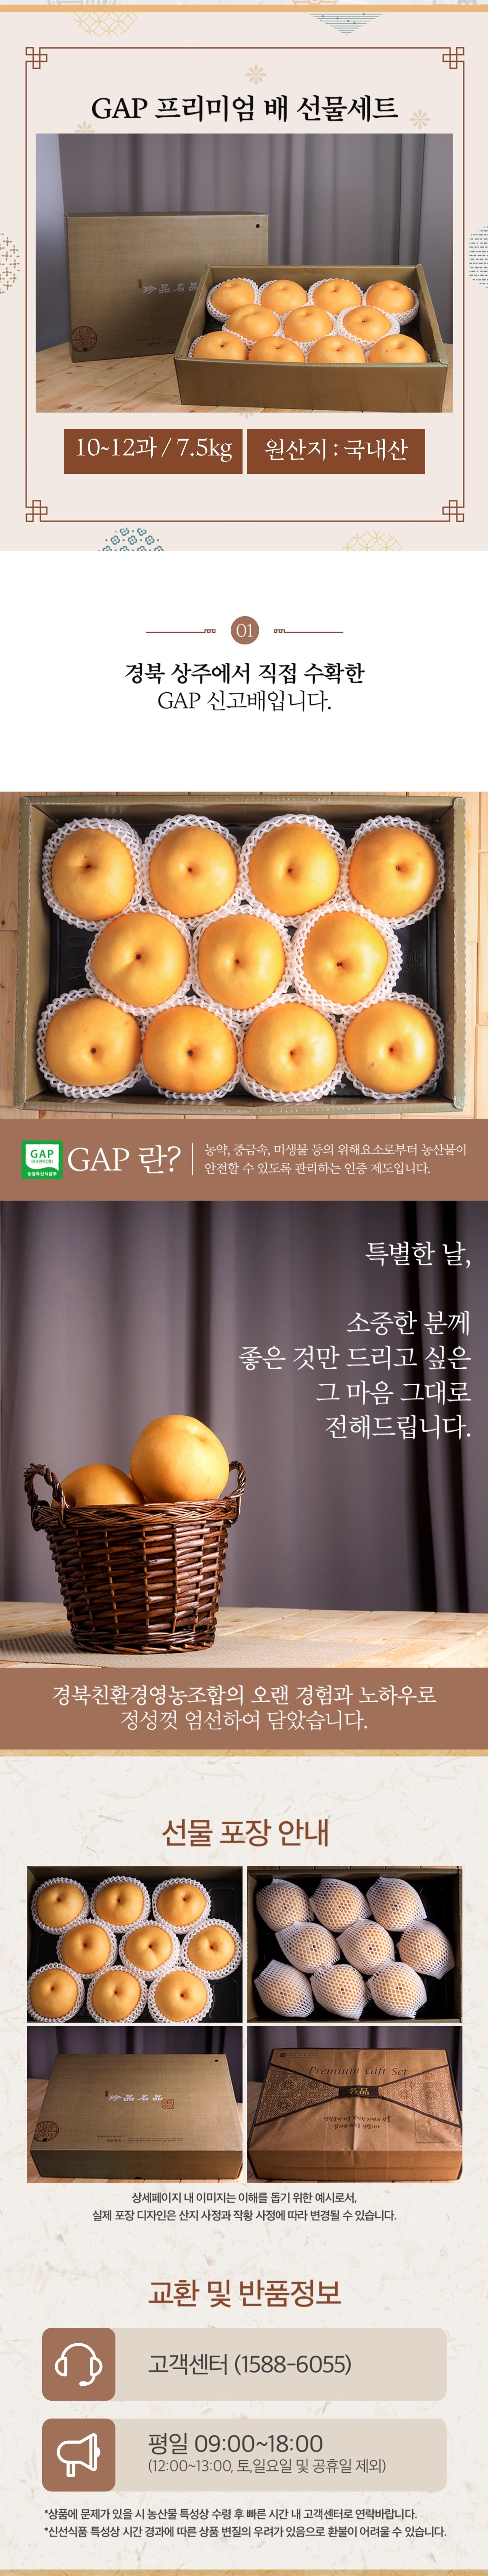 GAP 프리미엄 배 선물세트
珍品名品
10~12과 / 7.5kg
원산지 : 국내산
01
경북 상주에서 직접 수확한
GAP 신고배입니다.
GAP
GAP 란?
농약, 중금속, 미생물 등의 위해요소로부터 농산물이
안전할 수 있도록 관리하는 인증 제도입니다.
특별한 날,
소중한 분께
좋은 것만 드리고 싶은
그 마음 그대로
전해드립니다.
경북친환경영농조합의 오랜 경험과 노하우로
정성껏 엄선하여 담았습니다.
선물 포장 안내
珍品名品
Premium Gift Set
名品
상세페이지 내 이미지는 이해를 돕기 위한 예시로서,
실제 포장 디자인은 산지 사정과 작황 사정에 따라 변경될 수 있습니다.
교환 및 반품정보
고객센터 (1588-6055)
평일 09:00~18:00
(12:00~13:00, 토,일요일 및 공휴일 제외)
*상품에 문제가 있을 시 농산물 특성상 수령 후 빠른 시간 내 고객센터로 연락바랍니다.
*신선식품 특성상 시간 경과에 따른 상품 변질의 우려가 있음으로 환불이 어려울 수 있습니다.